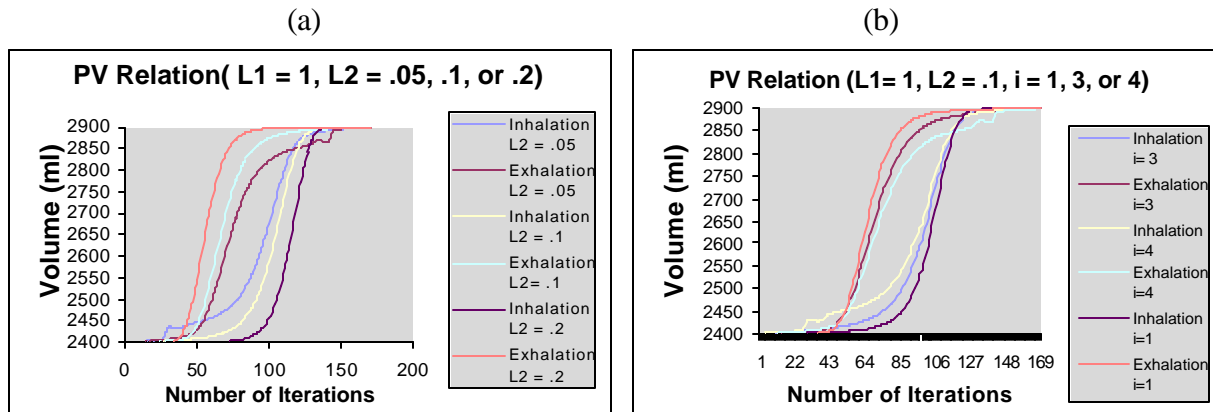 (a)
PV Relation( L1 = 1, L2 = .05, .1, or .2)
2900
2850
2800
2750
2700
2650
2600
2550
2500
2450
2400
Volume (ml)
0
50
100
150
200
Number of Iterations
Inhalation
L2 = .05
Exhalation
L2 = .05
Inhalation
L2 = .1
Exhalation
L2= .1
Inhalation
L2 = .2
Exhalation
L2 = .2
(b)
PV Relation (L1= 1, L2 = .1, i = 1, 3, or 4)
2900
2850
2800
2750
2700
2650
2600
2550
2500
2450
2400
Volume (ml)
1
22
43
64
85
106
127
148
169
Number of Iterations
Inhalation
i= 3
Exhalation
i=3
Inhalation
i=4
Exhalation
i=4
Inhalation
i=1
Exhalation
i=1